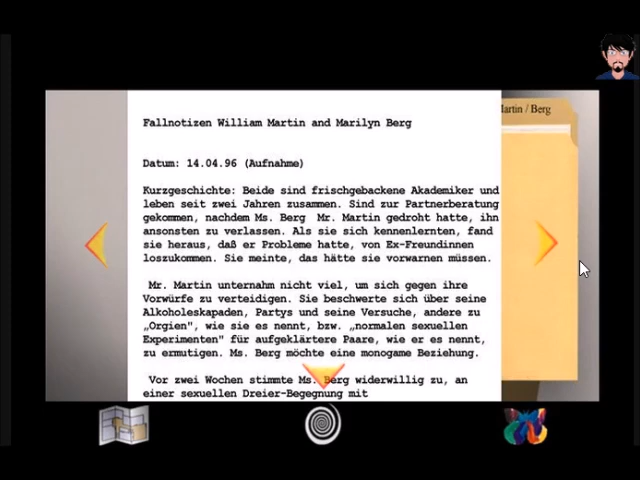 Fallnotizen William Martin and Marilyn Berg
Martin / Berg
Datum: 14.04.96 (Aufnahme)
Kurzgeschichte: Beide sind frischgebackene Akademiker und
leben seit zwei Jahren zusammen. Sind zur Partnerberatung
gekommen, nachdem Ms. Berg Mr. Martin gedroht hatte, ihn
ansonsten zu verlassen. Als sie sich kennenlernten, fand
sie heraus, daß er Probleme hatte, von Ex-Freundinnen
loszukommen. Sie meinte, das hätte sie vorwarnen müssen.
Mr. Martin unternahm nicht viel, um sich gegen ihre
Vorwürfe zu verteidigen. Sie beschwerte sich über seine
Alkoholeskapaden, Partys und seine Versuche, andere zu
„Orgien", wie sie es nennt, bzw. „normalen sexuellen
Experimenten" für aufgeklärtere Paare, wie er es nennt,
zu ermutigen. Ms. Berg möchte eine monogame Beziehung.
Vor zwei Wochen stimmte Ms. Berg widerwillig zu, an
einer sexuellen Dreier-Begegnung mit